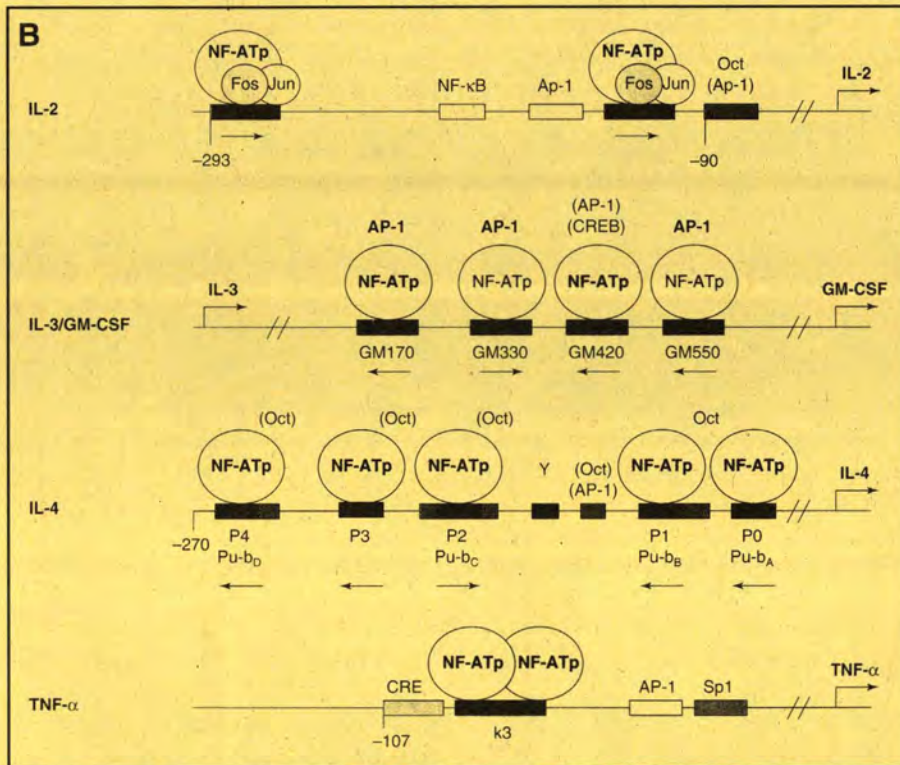 B
NF-ATp NF-ATp
Fos Jun NF-κB Ap-1 Fos Jun Oct (Ap-1) IL-2
IL-2
−293 −90
(AP-1)
AP-1 AP-1 (CREB) AP-1
IL-3 NF-ATp NF-ATp NF-ATp NF-ATp GM-CSF
IL-3/GM-CSF
GM170 GM330 GM420 GM550
(Oct) (Oct) (Oct) Oct
NF-ATp NF-ATp NF-ATp Y (Oct) (AP-1) NF-ATp NF-ATp IL-4
IL-4
−270 P4 P3 P2 P1 P0
Pu-bD Pu-bC Pu-bB Pu-bA
NF-ATp NF-ATp TNF-α
CRE AP-1 Sp1
TNF-α
−107 k3